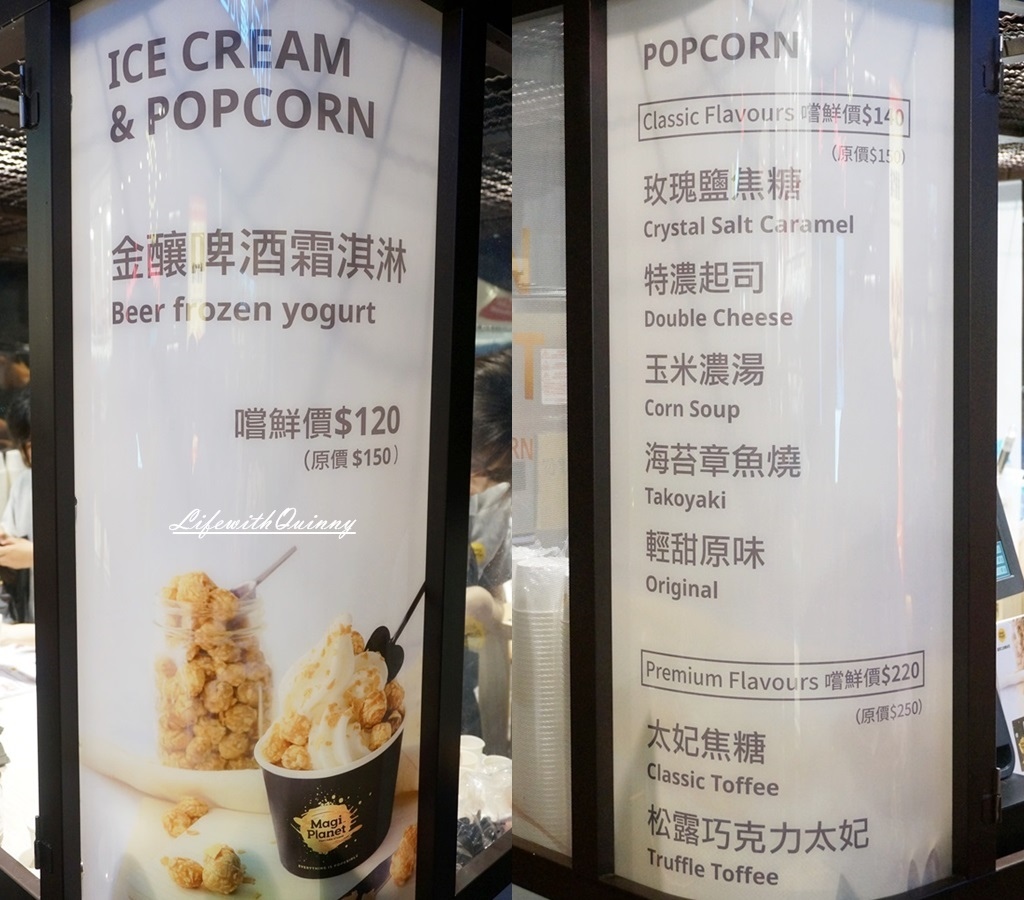 ICE CREAM
& POPCORN
金釀啤酒霜淇淋
Beer frozen yogurt
嚐鮮價$120
(原價 $150)
LifewithQuinny
Magi
Planet
POPCORN
Classic Flavours 嚐鮮價$140
(原價$150)
玫瑰鹽焦糖
Crystal Salt Caramel
特濃起司
Double Cheese
玉米濃湯
Corn Soup
海苔章魚燒
Takoyaki
輕甜原味
Original
Premium Flavours 嚐鮮價$220
(原價$250)
太妃焦糖
Classic Toffee
松露巧克力太妃
Truffle Toffee